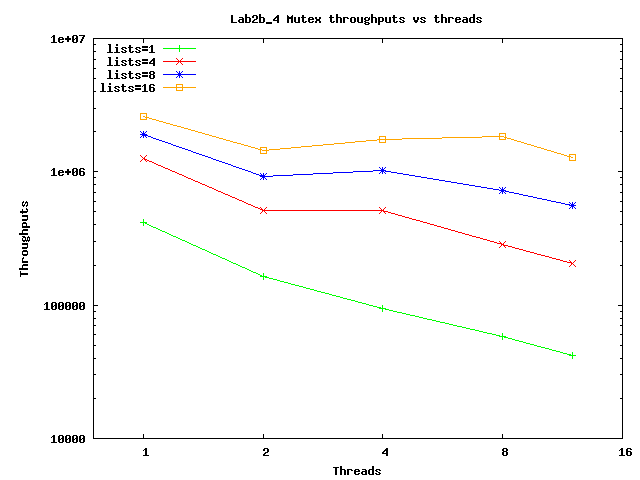 Lab2b_4 Mutex throughputs vs threads
1e+07
lists=1
lists=4
lists=8
lists=16
1e+06
Throughputs
100000
10000
1 2 4 8 16
Threads